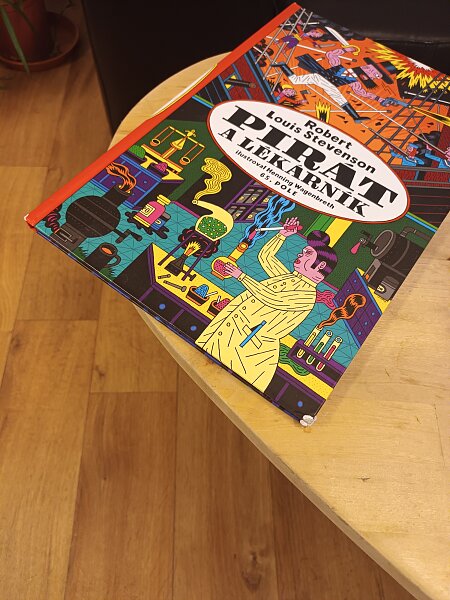 Robert
Louis Stevenson
PIRÁT
A LÉKÁRNÍK
ilustroval Henning Wagenbreth
65. POLE